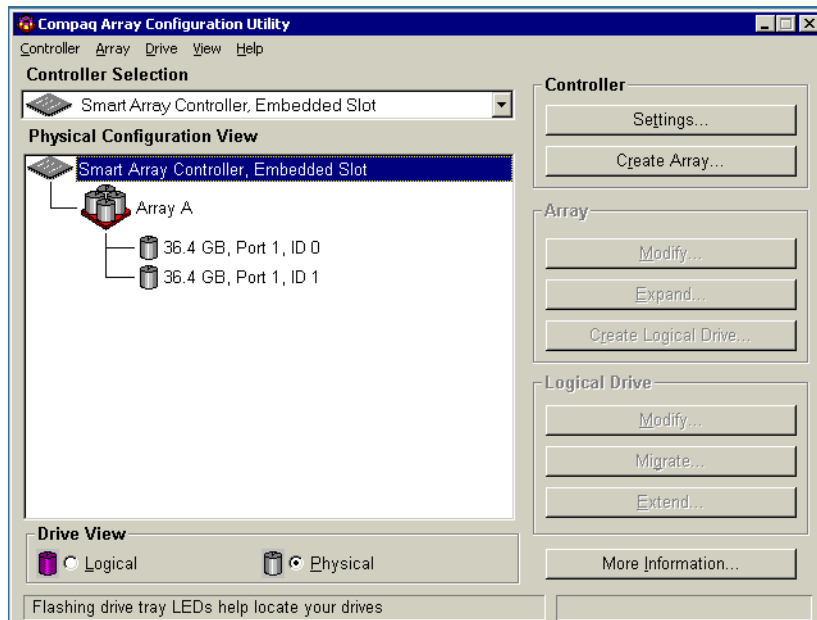 Compaq Array Configuration Utility
Controller Array Drive View Help
Controller Selection
Smart Array Controller, Embedded Slot
Physical Configuration View
Smart Array Controller, Embedded Slot
Array A
36.4 GB, Port 1, ID 0
36.4 GB, Port 1, ID 1
Drive View
Logical
Physical
Flashing drive tray LEDs help locate your drives
Controller
Settings...
Create Array...
Array
Modify...
Expand...
Create Logical Drive...
Logical Drive
Modify...
Migrate...
Extend...
More Information...